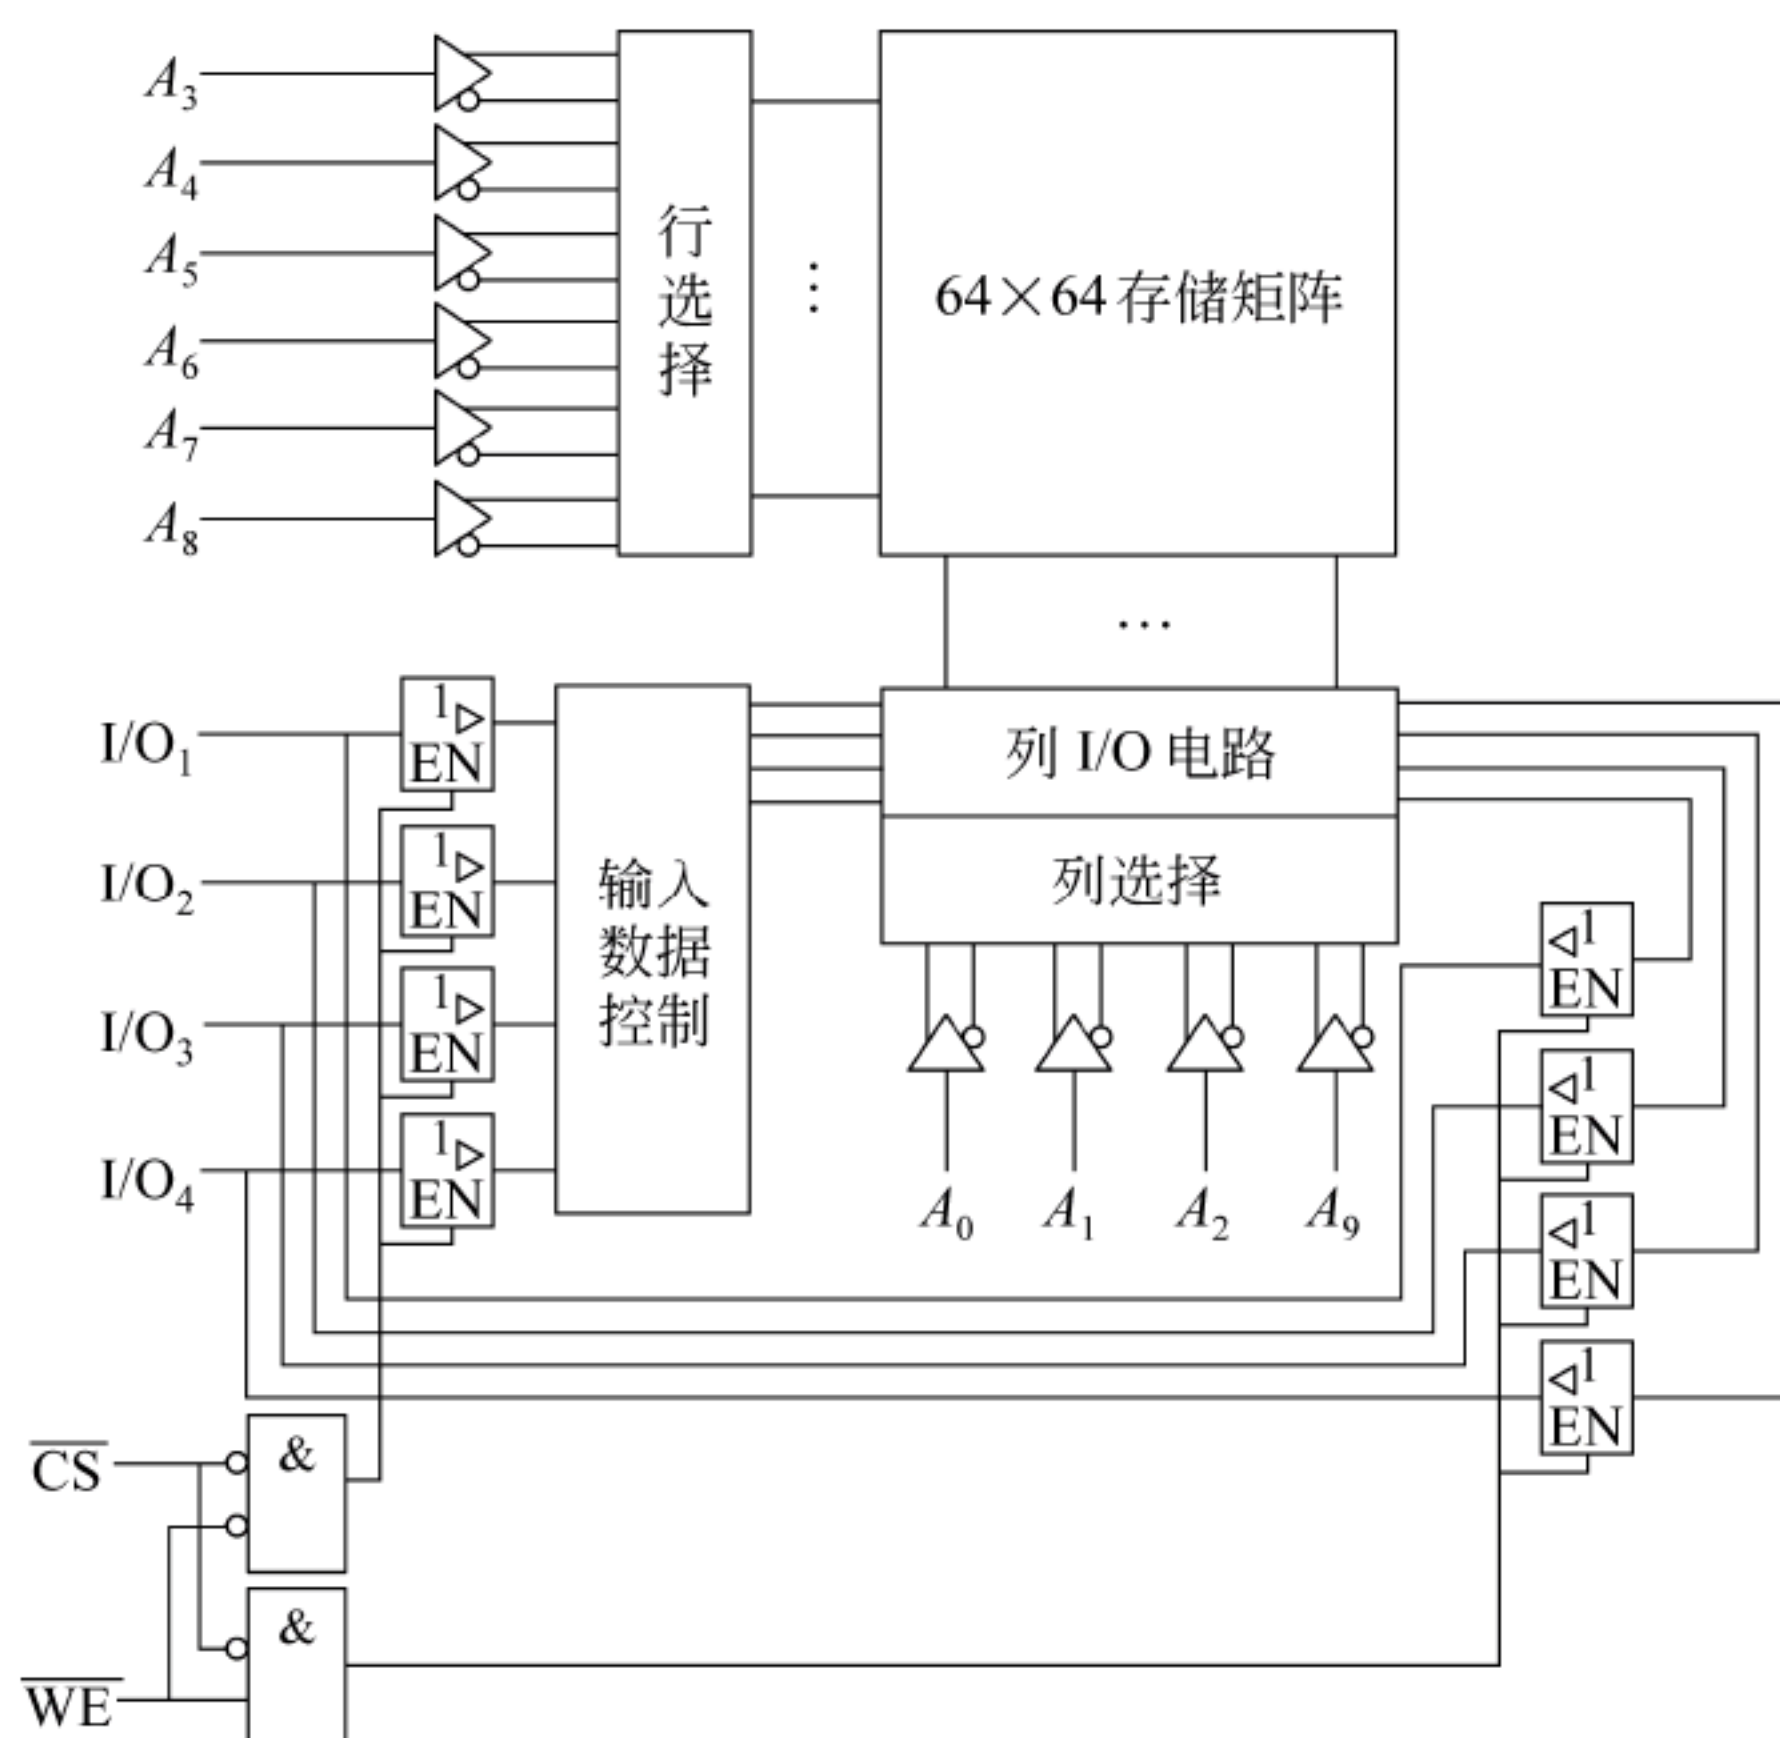 A3
A4
A5
A6
A7
A8
行选择
⋮
64×64存储矩阵
…
I/O1
I/O2
I/O3
I/O4
1▷
EN
1▷
EN
1▷
EN
1▷
EN
输入数据控制
列 I/O 电路
列选择
A0
A1
A2
A9
◁1
EN
◁1
EN
◁1
EN
◁1
EN
C̅S̅
&
&
W̅E̅